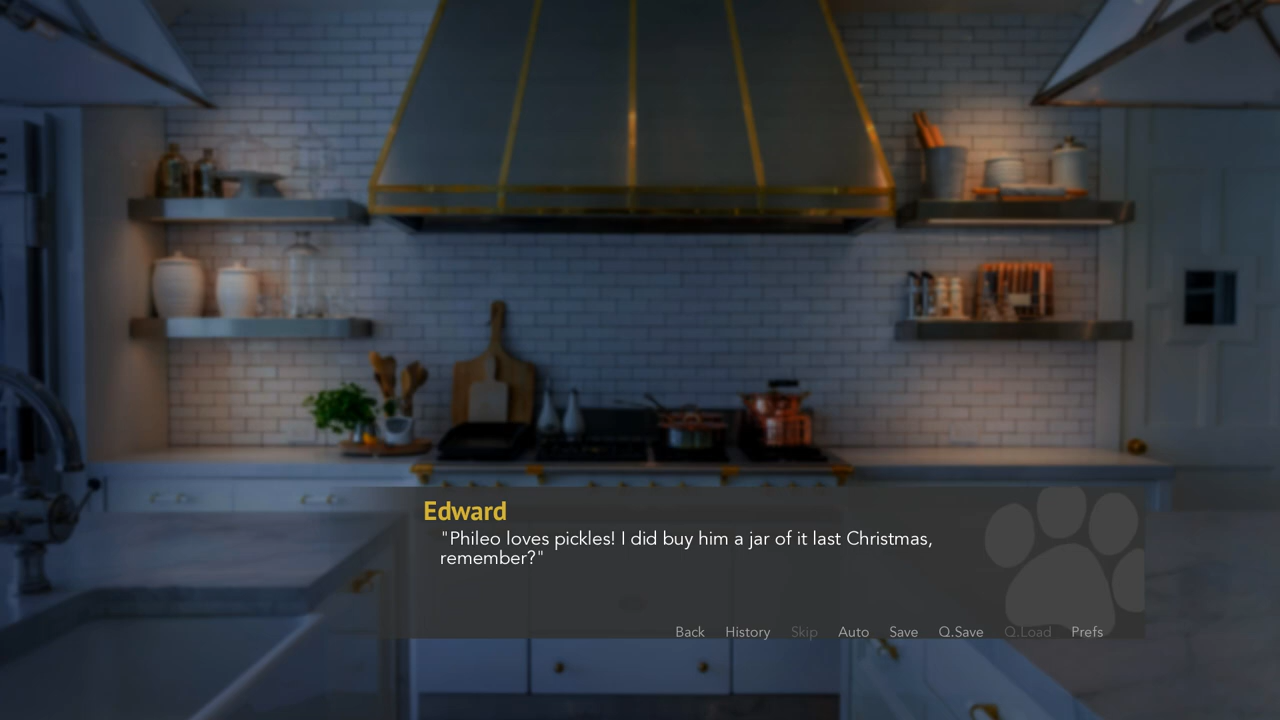 Edward
"Phileo loves pickles! I did buy him a jar of it last Christmas,
remember?"
Back History Skip Auto Save Q.Save Q.Load Prefs